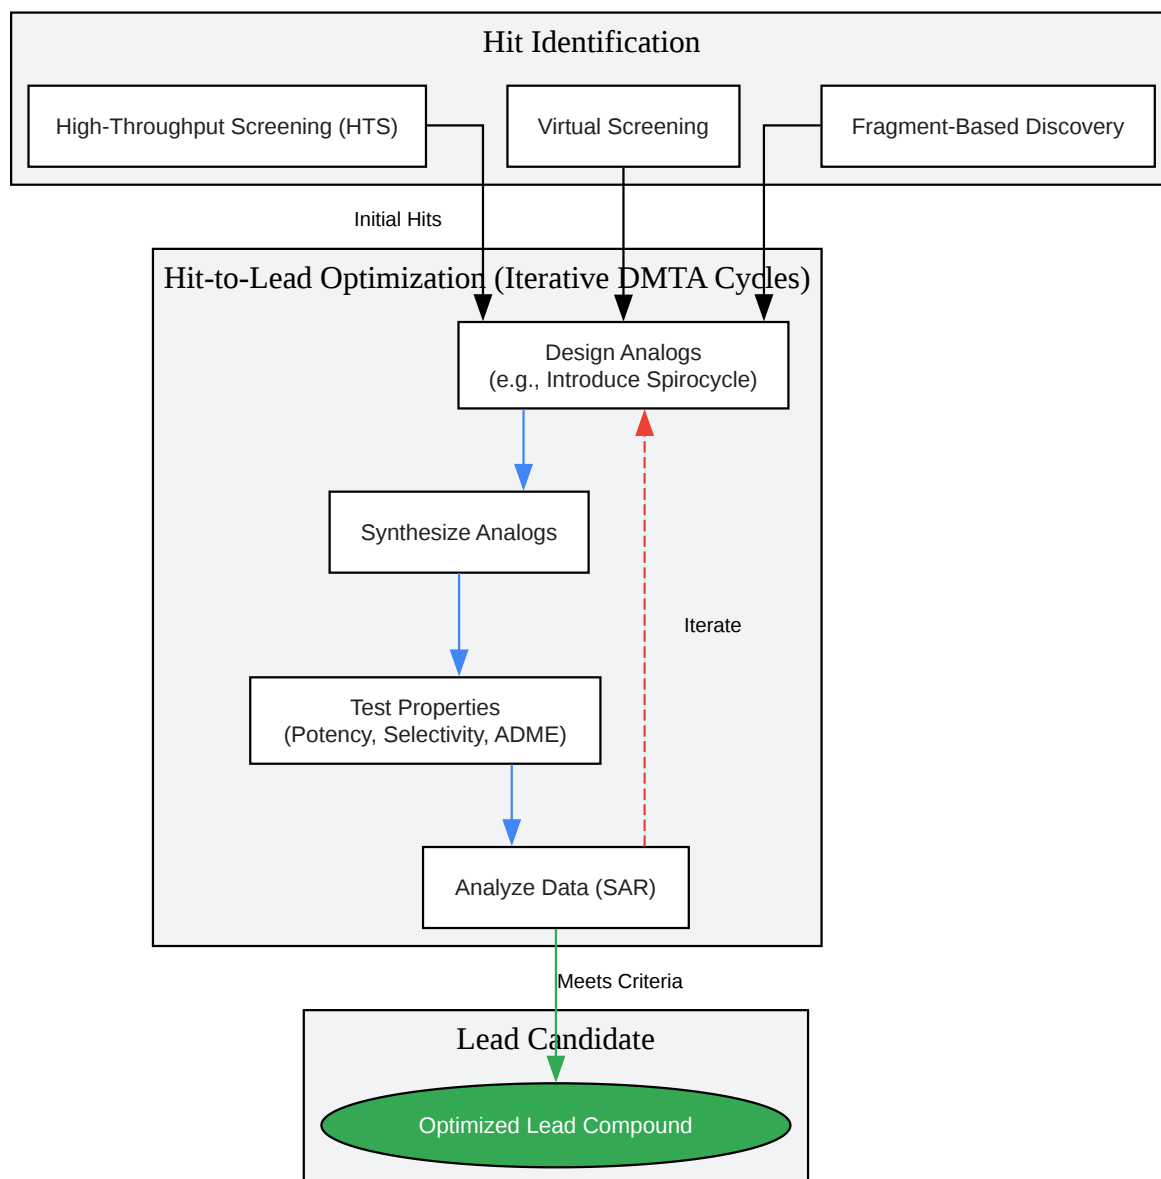 Hit Identification
High-Throughput Screening (HTS)
Virtual Screening
Fragment-Based Discovery
Initial Hits
Hit-to-Lead Optimization (Iterative DMTA Cycles)
Design Analogs
(e.g., Introduce Spirocycle)
Synthesize Analogs
Iterate
Test Properties
(Potency, Selectivity, ADME)
Analyze Data (SAR)
Meets Criteria
Lead Candidate
Optimized Lead Compound